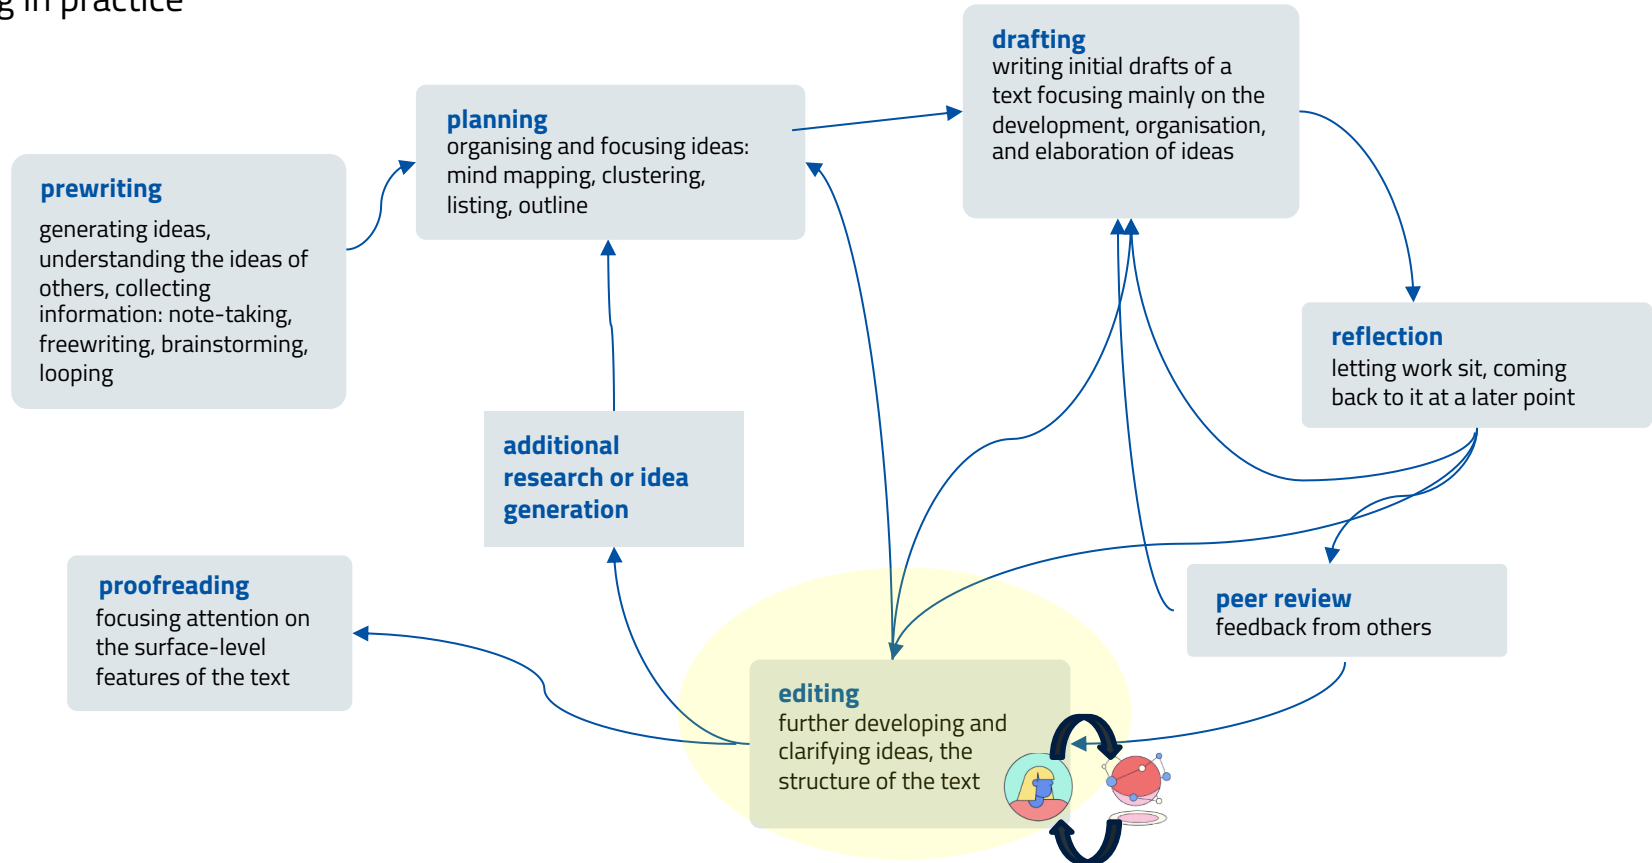 g in practice
drafting
writing initial drafts of a
text focusing mainly on the
development, organisation,
and elaboration of ideas
planning
organising and focusing ideas:
mind mapping, clustering,
listing, outline
prewriting
generating ideas,
understanding the ideas of
others, collecting
information: note-taking,
freewriting, brainstorming,
looping
reflection
letting work sit, coming
back to it at a later point
additional
research or idea
generation
proofreading
focusing attention on
the surface-level
features of the text
peer review
feedback from others
editing
further developing and
clarifying ideas, the
structure of the text